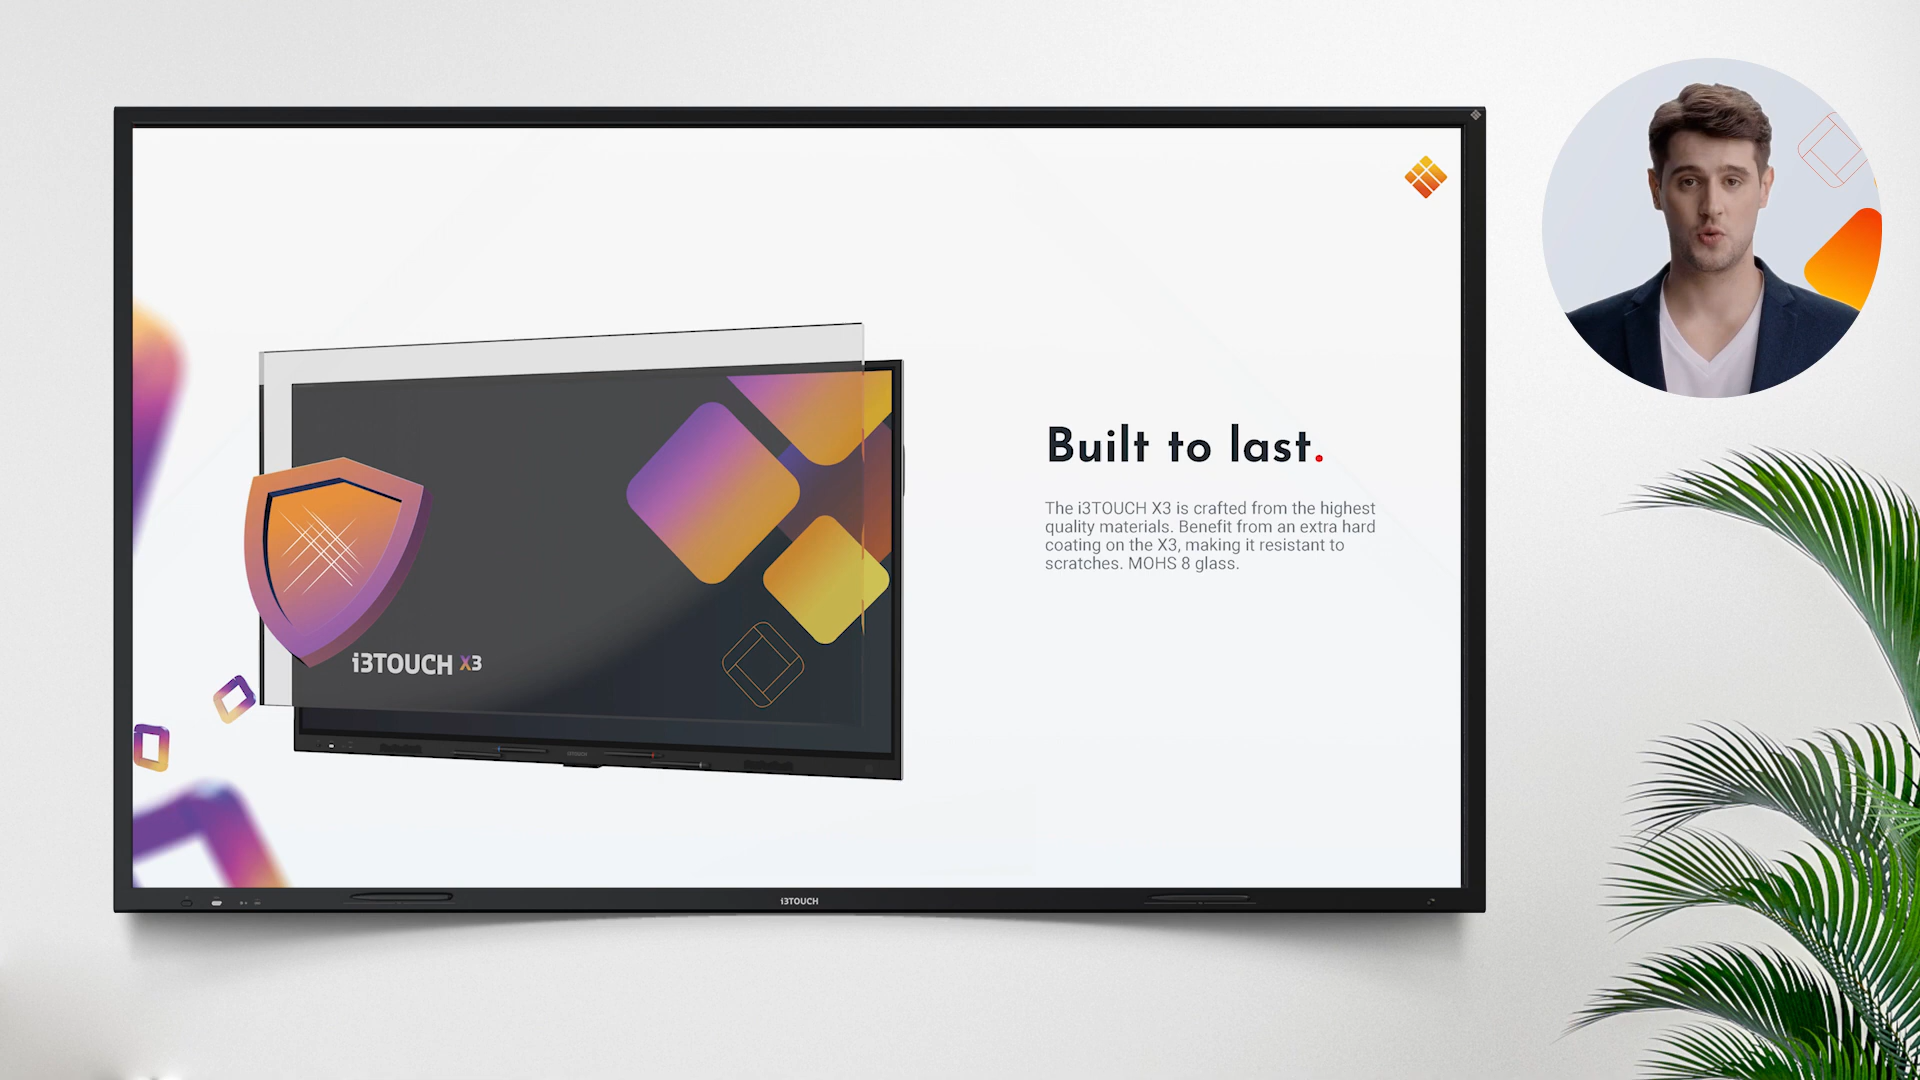 Built to last.
The i3TOUCH X3 is crafted from the highest
quality materials. Benefit from an extra hard
coating on the X3, making it resistant to
scratches. MOHS 8 glass.
i3TOUCH X3
i3TOUCH